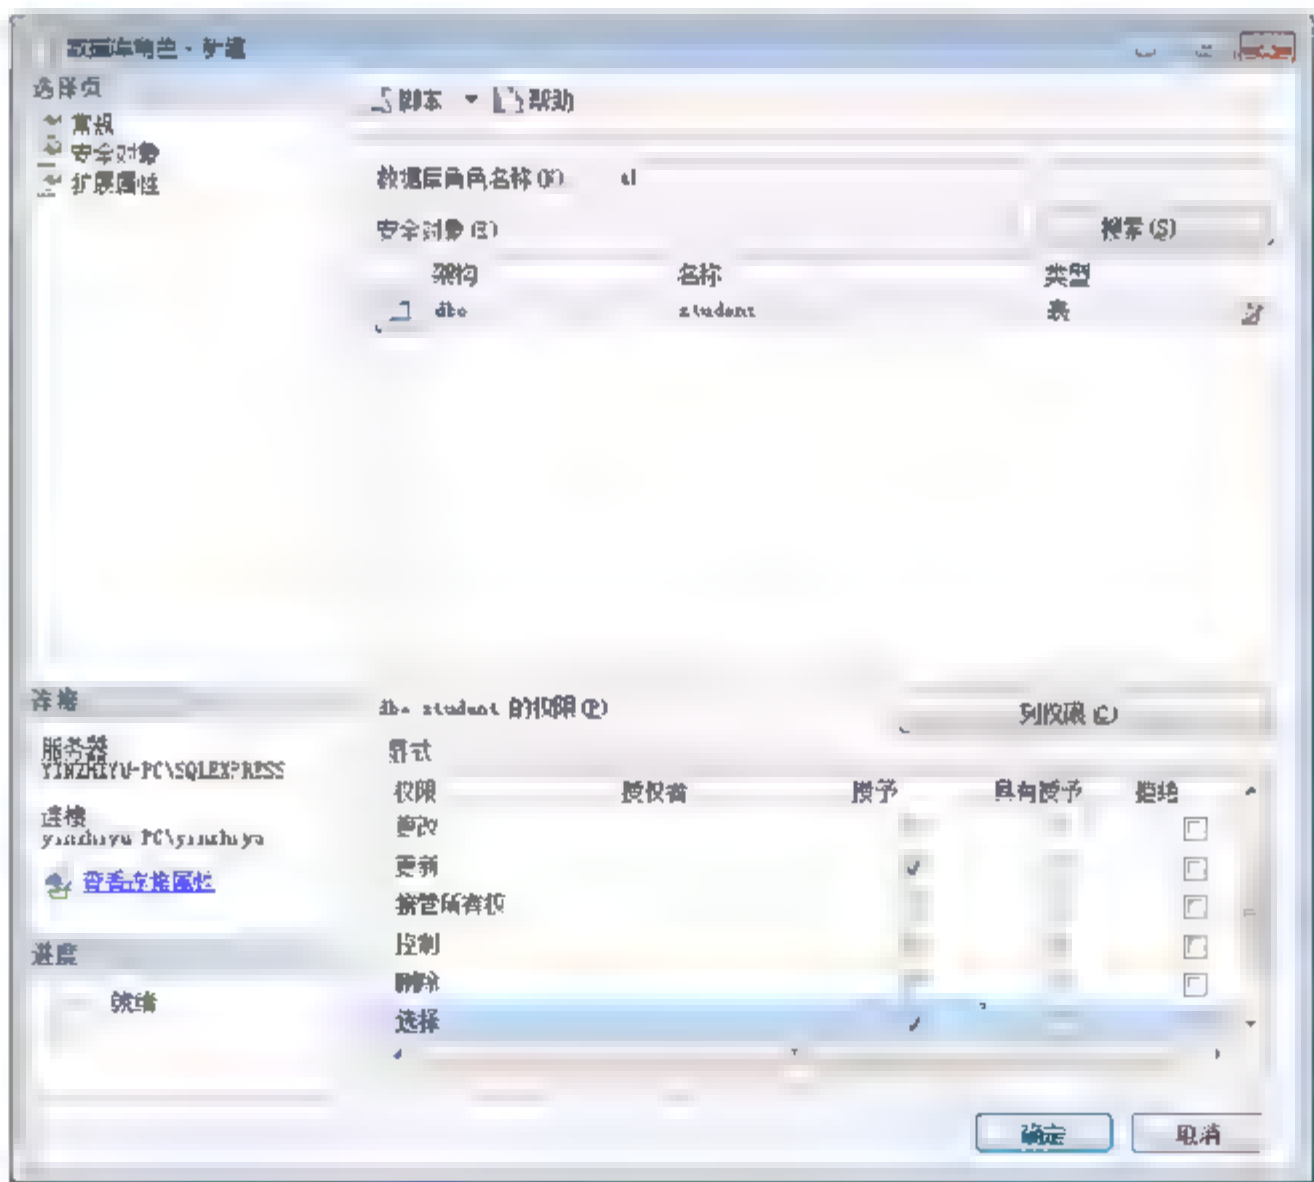 数据库角色 - 新建
选择页
常规
安全对象
扩展属性
脚本 帮助
数据库角色名称(N)
安全对象(E)
搜索(S)
架构 名称 类型
dbo student 表
连接
服务器
YINZHIYU-PC\SQLEXPRESS
连接
yinzhiyu-PC\yinzhiyu
查看连接属性
进度
就绪
dbo.student 的权限(P)
列权限(C)
显式
权限 授权者 授予 具有授予 拒绝
更改
更新
接管所有权
控制
删除
选择
确定 取消